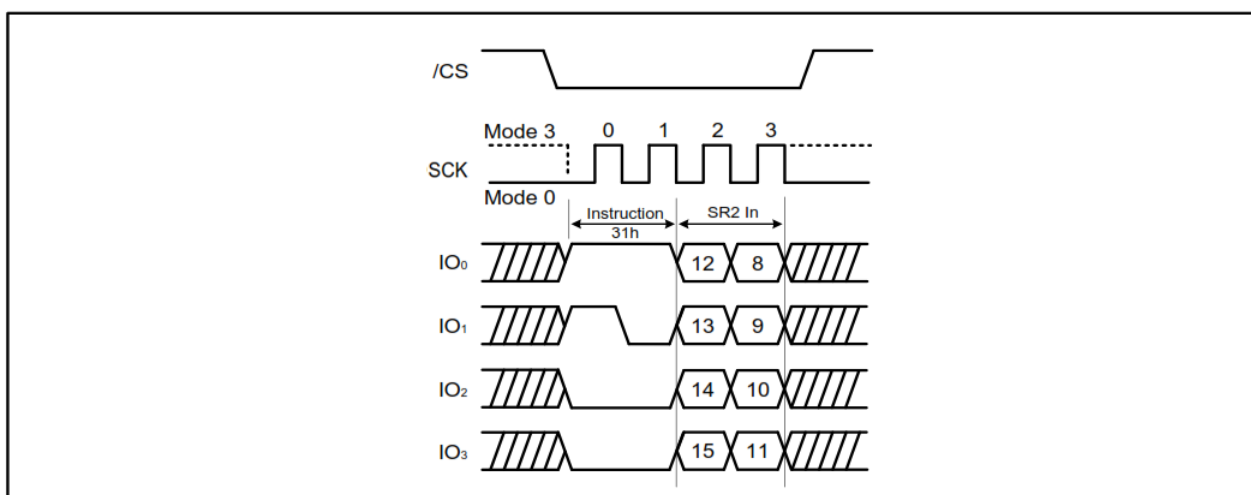 /CS
Mode 3 0 1 2 3
SCK
Mode 0
Instruction SR2 In
31h
IO₀ 12 8
IO₁ 13 9
IO₂ 14 10
IO₃ 15 11